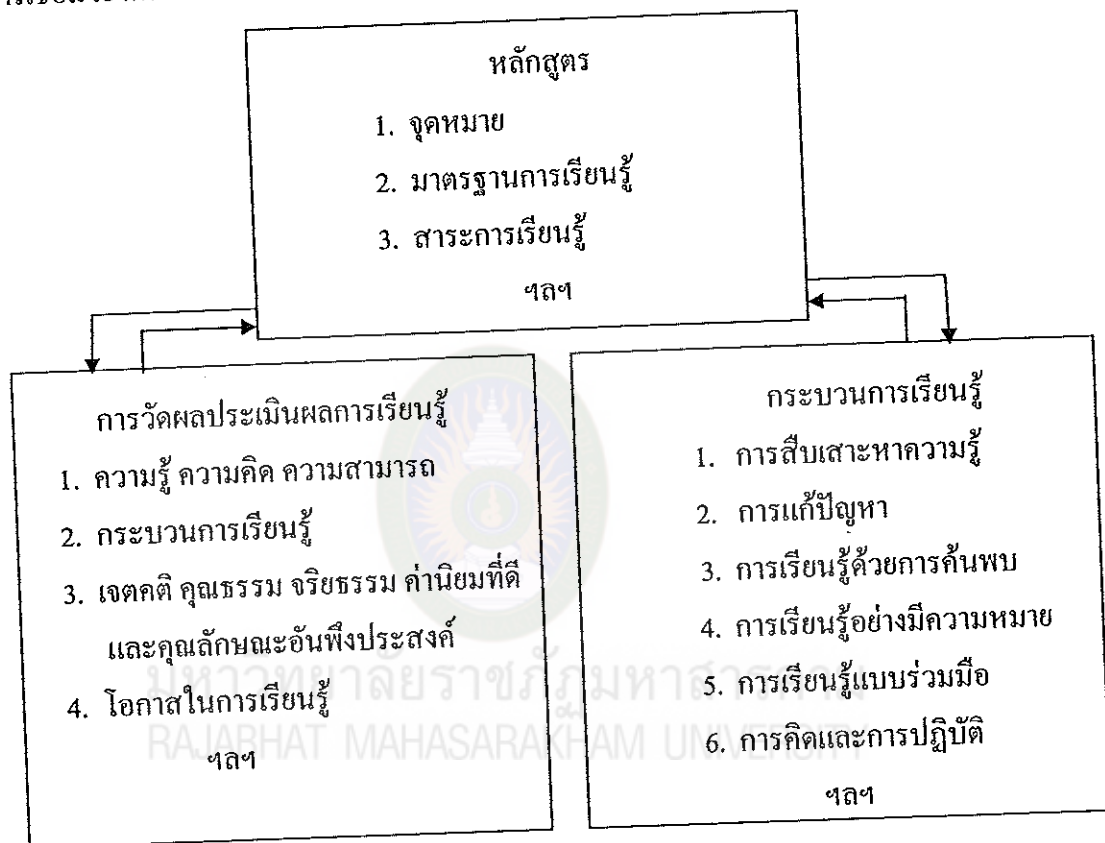 หลักสูตร
1. จุดหมาย
2. มาตรฐานการเรียนรู้
3. สาระการเรียนรู้
ฯลฯ
การวัดผลประเมินผลการเรียนรู้
1. ความรู้ ความคิด ความสามารถ
2. กระบวนการเรียนรู้
3. เจตคติ คุณธรรม จริยธรรม ค่านิยมที่ดี
และคุณลักษณะอันพึงประสงค์
4. โอกาสในการเรียนรู้
ฯลฯ
กระบวนการเรียนรู้
1. การสืบเสาะหาความรู้
2. การแก้ปัญหา
3. การเรียนรู้ด้วยการค้นพบ
4. การเรียนรู้อย่างมีความหมาย
5. การเรียนรู้แบบร่วมมือ
6. การคิดและการปฏิบัติ
ฯลฯ
มหาวิทยาลัยราชภัฏมหาสารคาม
RAJABHAT MAHASARAKHAM UNIVERSITY